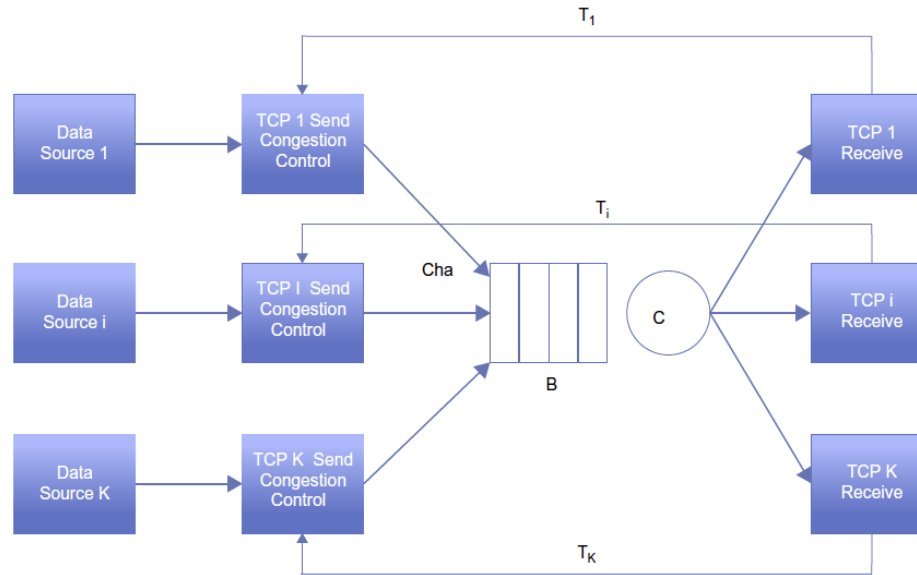 T1
Data
Source 1
TCP 1 Send
Congestion
Control
TCP 1
Receive
Ti
Cha
Data
Source i
TCP I Send
Congestion
Control
C
TCP i
Receive
B
Data
Source K
TCP K Send
Congestion
Control
TCP K
Receive
TK